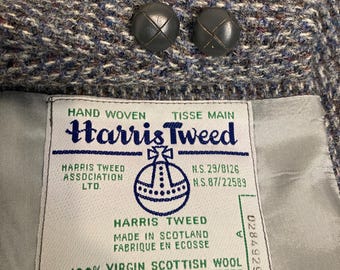 HAND WOVEN TISSE MAIN
Harris Tweed
HARRIS TWEED
ASSOCIATION
LTD.
N.S. 29/8126
N.S. 87/22589
HARRIS TWEED
MADE IN SCOTLAND
FABRIQUE EN ECOSSE
100% VIRGIN SCOTTISH WOOL
A